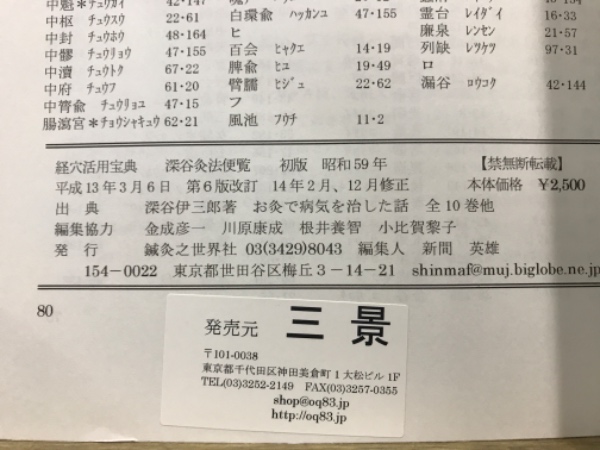 中魁＊チュウカイ 42・147
中枢 チュウスウ 22・61
中封 チュウホウ 38・64
中髎 チュウリョウ 47・155
中瀆 チュウトク 67・22
中府 チュウフ 61・20
中膂兪 チュウリョユ 47・15
腸瀉宮＊チョウシャキュウ 62・21
白環兪 ハッカンユ 47・155
ヒ
百会 ヒャクエ 14・19
脾兪 ヒユ 19・49
臂臑 ヒジュ 22・62
フ
風池 フウチ 11・2
霊台 レイダイ 16・33
廉泉 レンセン 21・57
列缺 レツケツ 97・31
ロ
漏谷 ロウコク 42・144
経穴活用宝典 深谷灸法便覧 初版 昭和59年 【禁無断転載】
平成13年3月6日 第6版改訂 14年2月、12月修正 本体価格 ￥2,500
出典 深谷伊三郎著 お灸で病気を治した話 全10巻他
編集協力 金成彦一 川原康成 根井養智 小比賀黎子
発行 鍼灸之世界社 03(3429)8043 編集人 新間 英雄
154－0022 東京都世田谷区梅丘3－14－21 shinmaf@muj.biglobe.ne.jp
80
発売元 三景
〒101-0038
東京都千代田区神田美倉町1大松ビル1F
TEL(03)3252-2149 FAX(03)3257-0355
shop@oq83.jp
http://oq83.jp